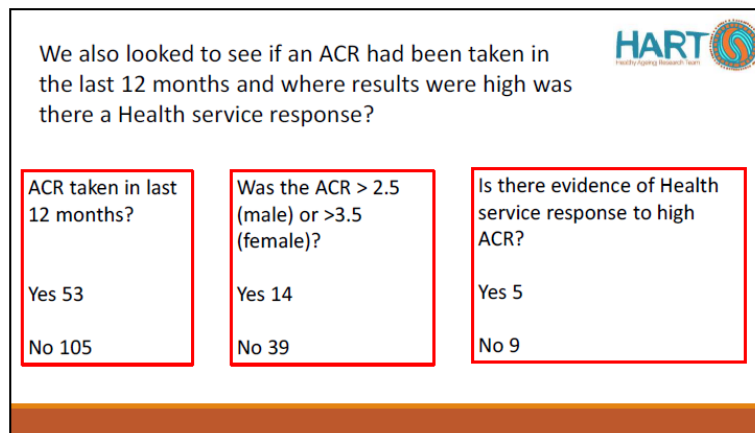 We also looked to see if an ACR had been taken in
the last 12 months and where results were high was
there a Health service response?
HART
Healthy Ageing Research Team
ACR taken in last
12 months?
Yes 53
No 105
Was the ACR > 2.5
(male) or >3.5
(female)?
Yes 14
No 39
Is there evidence of Health
service response to high
ACR?
Yes 5
No 9